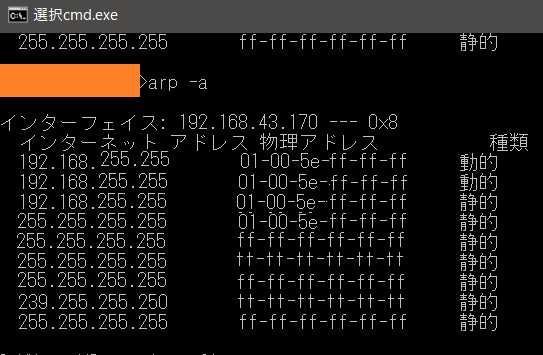 選択cmd.exe
255.255.255.255 ff-ff-ff-ff-ff-ff 静的
>arp -a
インターフェイス: 192.168.43.170 --- 0x8
インターネット アドレス 物理アドレス 種類
192.168.255.255 01-00-5e-ff-ff-ff 動的
192.168.255.255 01-00-5e-ff-ff-ff 動的
192.168.255.255 01-00-5e-ff-ff-ff 静的
255.255.255.255 01-00-5e-ff-ff-ff 静的
255.255.255.255 ff-ff-ff-ff-ff-ff 静的
255.255.255.255 ff-ff-ff-ff-ff-ff 静的
255.255.255.255 ff-ff-ff-ff-ff-ff 静的
239.255.255.250 ff-ff-ff-ff-ff-ff 静的
255.255.255.255 ff-ff-ff-ff-ff-ff 静的